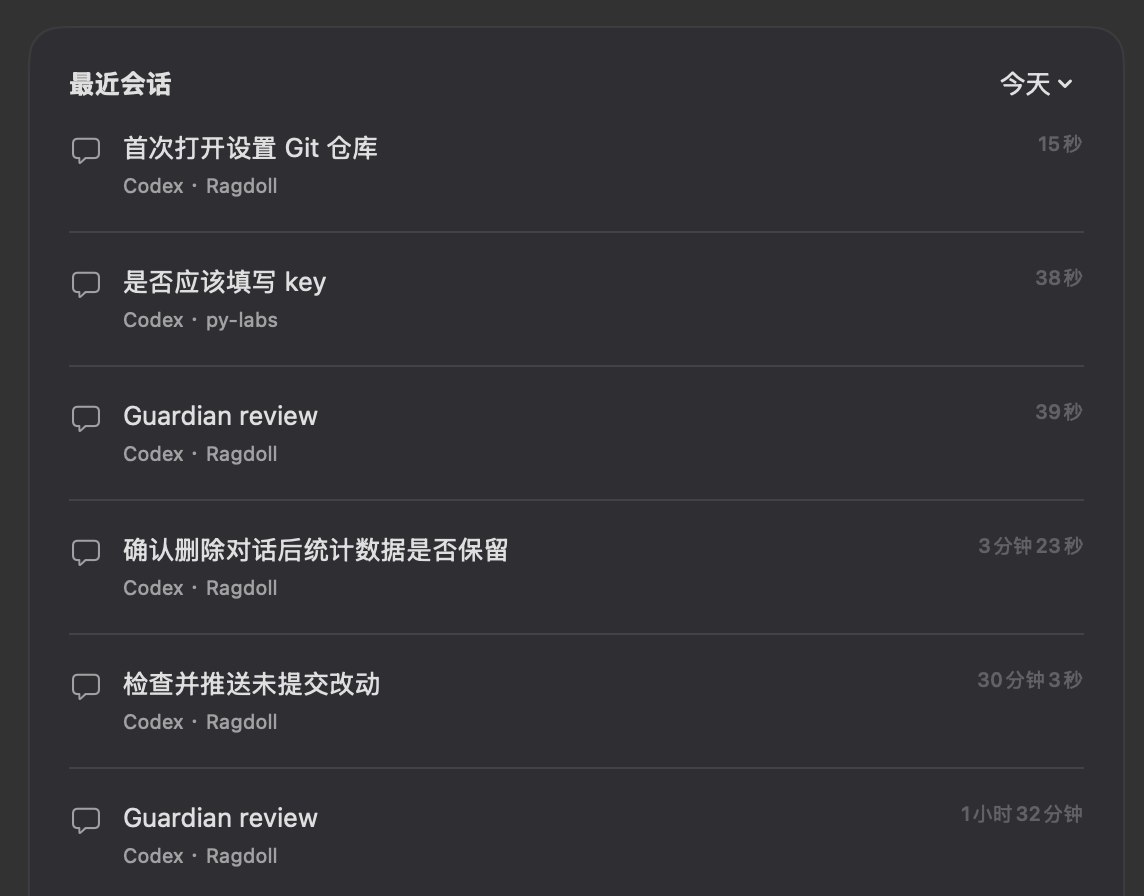 最近会话
今天
首次打开设置 Git 仓库
15秒
Codex · Ragdoll
是否应该填写 key
38秒
Codex · py-labs
Guardian review
39秒
Codex · Ragdoll
确认删除对话后统计数据是否保留
3分钟23秒
Codex · Ragdoll
检查并推送未提交改动
30分钟3秒
Codex · Ragdoll
Guardian review
1小时32分钟
Codex · Ragdoll